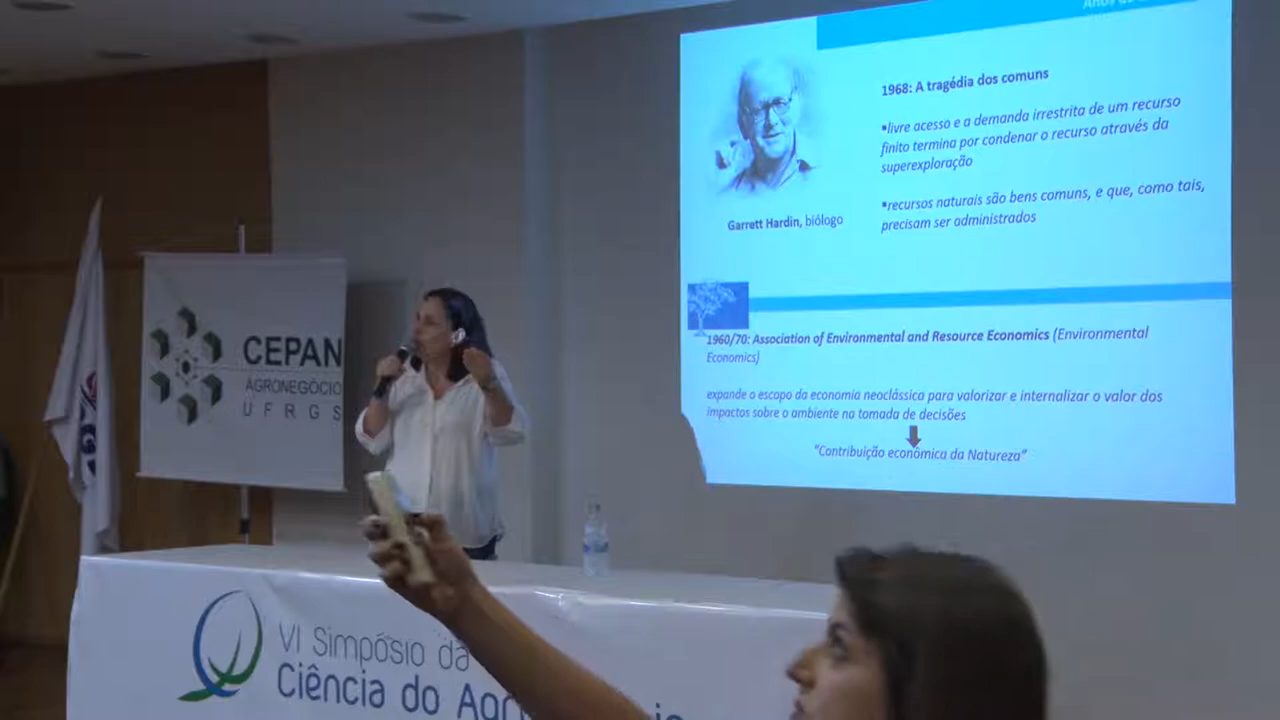 1968: A tragédia dos comuns
▪livre acesso e a demanda irrestrita de um recurso
finito termina por condenar o recurso através da
superexploração
▪recursos naturais são bens comuns, e que, como tais,
precisam ser administrados
Garrett Hardin, biólogo
1960/70: Association of Environmental and Resource Economics (Environmental
Economics)
expande o escopo da economia neoclássica para valorizar e internalizar o valor dos
impactos sobre o ambiente na tomada de decisões
“Contribuição econômica da Natureza”
CEPAN
AGRONEGÓCIO
UFRGS
VI Simpósio da
Ciência do